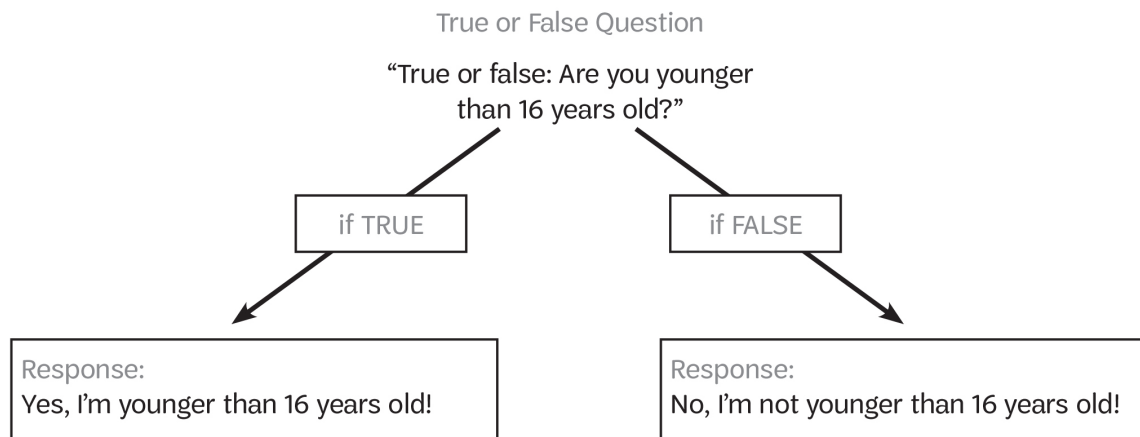 True or False Question
“True or false: Are you younger
than 16 years old?”
if TRUE
if FALSE
Response:
Yes, I’m younger than 16 years old!
Response:
No, I’m not younger than 16 years old!